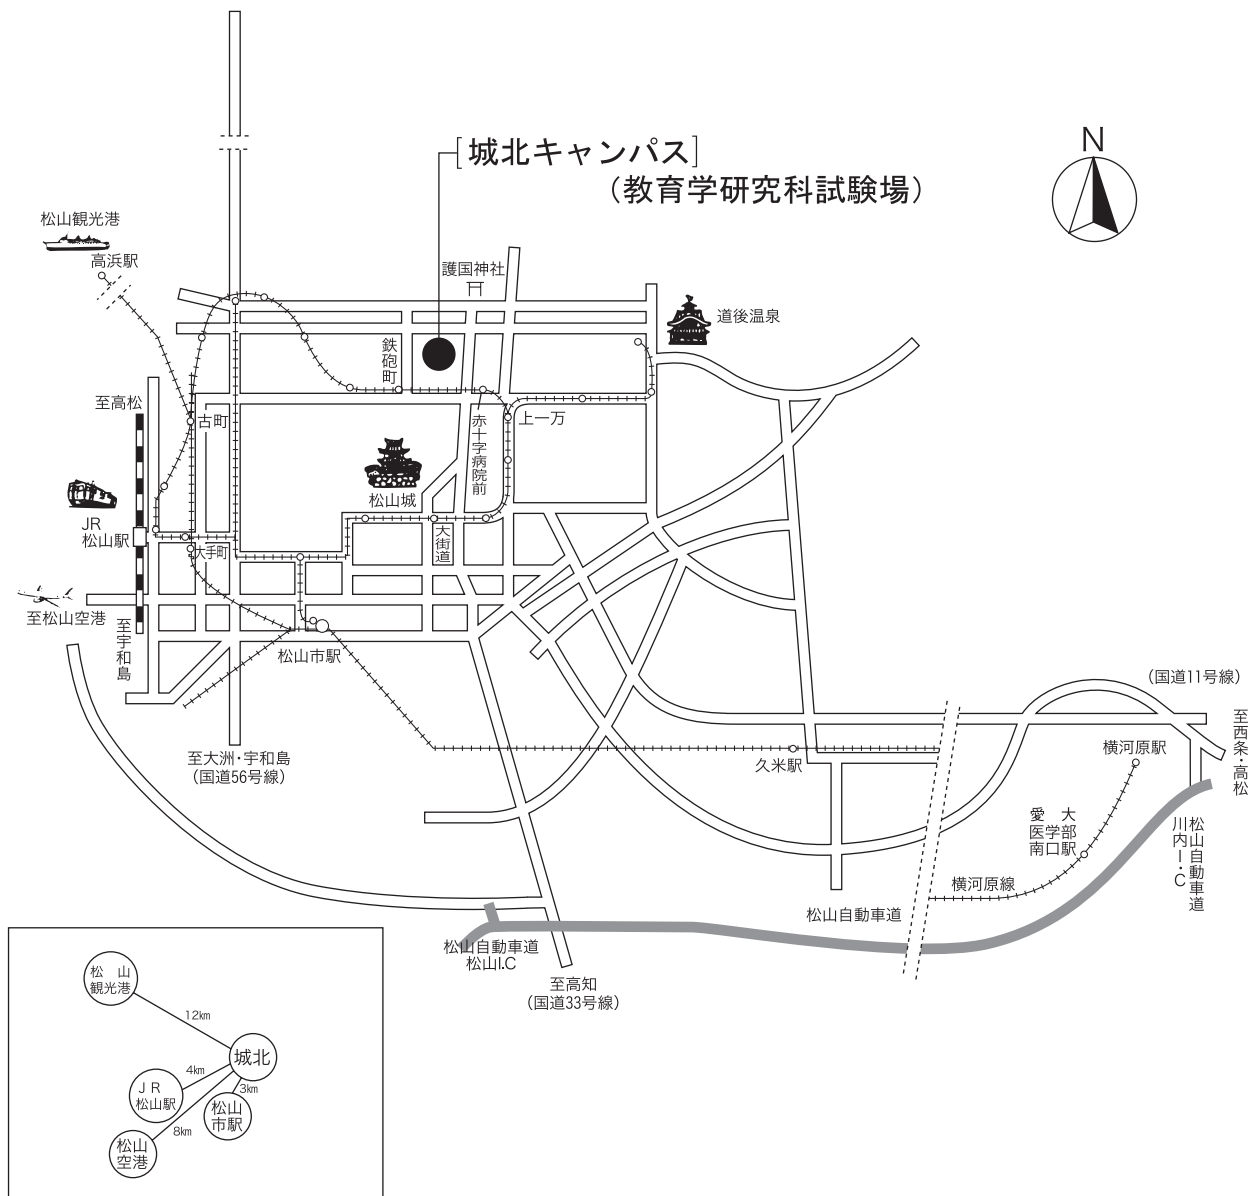 [城北キャンパス]
(教育学研究科試験場)
N
松山観光港
高浜駅
護国神社
道後温泉
鉄砲町
至高松
古町
上一万
赤十字病院前
松山城
JR
松山駅
大手町
大街道
至松山空港
至宇和島
松山市駅
(国道11号線)
至西条・高松
至大洲・宇和島
(国道56号線)
久米駅
横河原駅
愛 大
医学部
南口駅
松山自動車道
川内I・C
横河原線
松山自動車道
松山自動車道
松山I.C
至高知
(国道33号線)
松 山
観光港
12km
城北
4km
JR
松山駅
3km
松山
市駅
8km
松山
空港